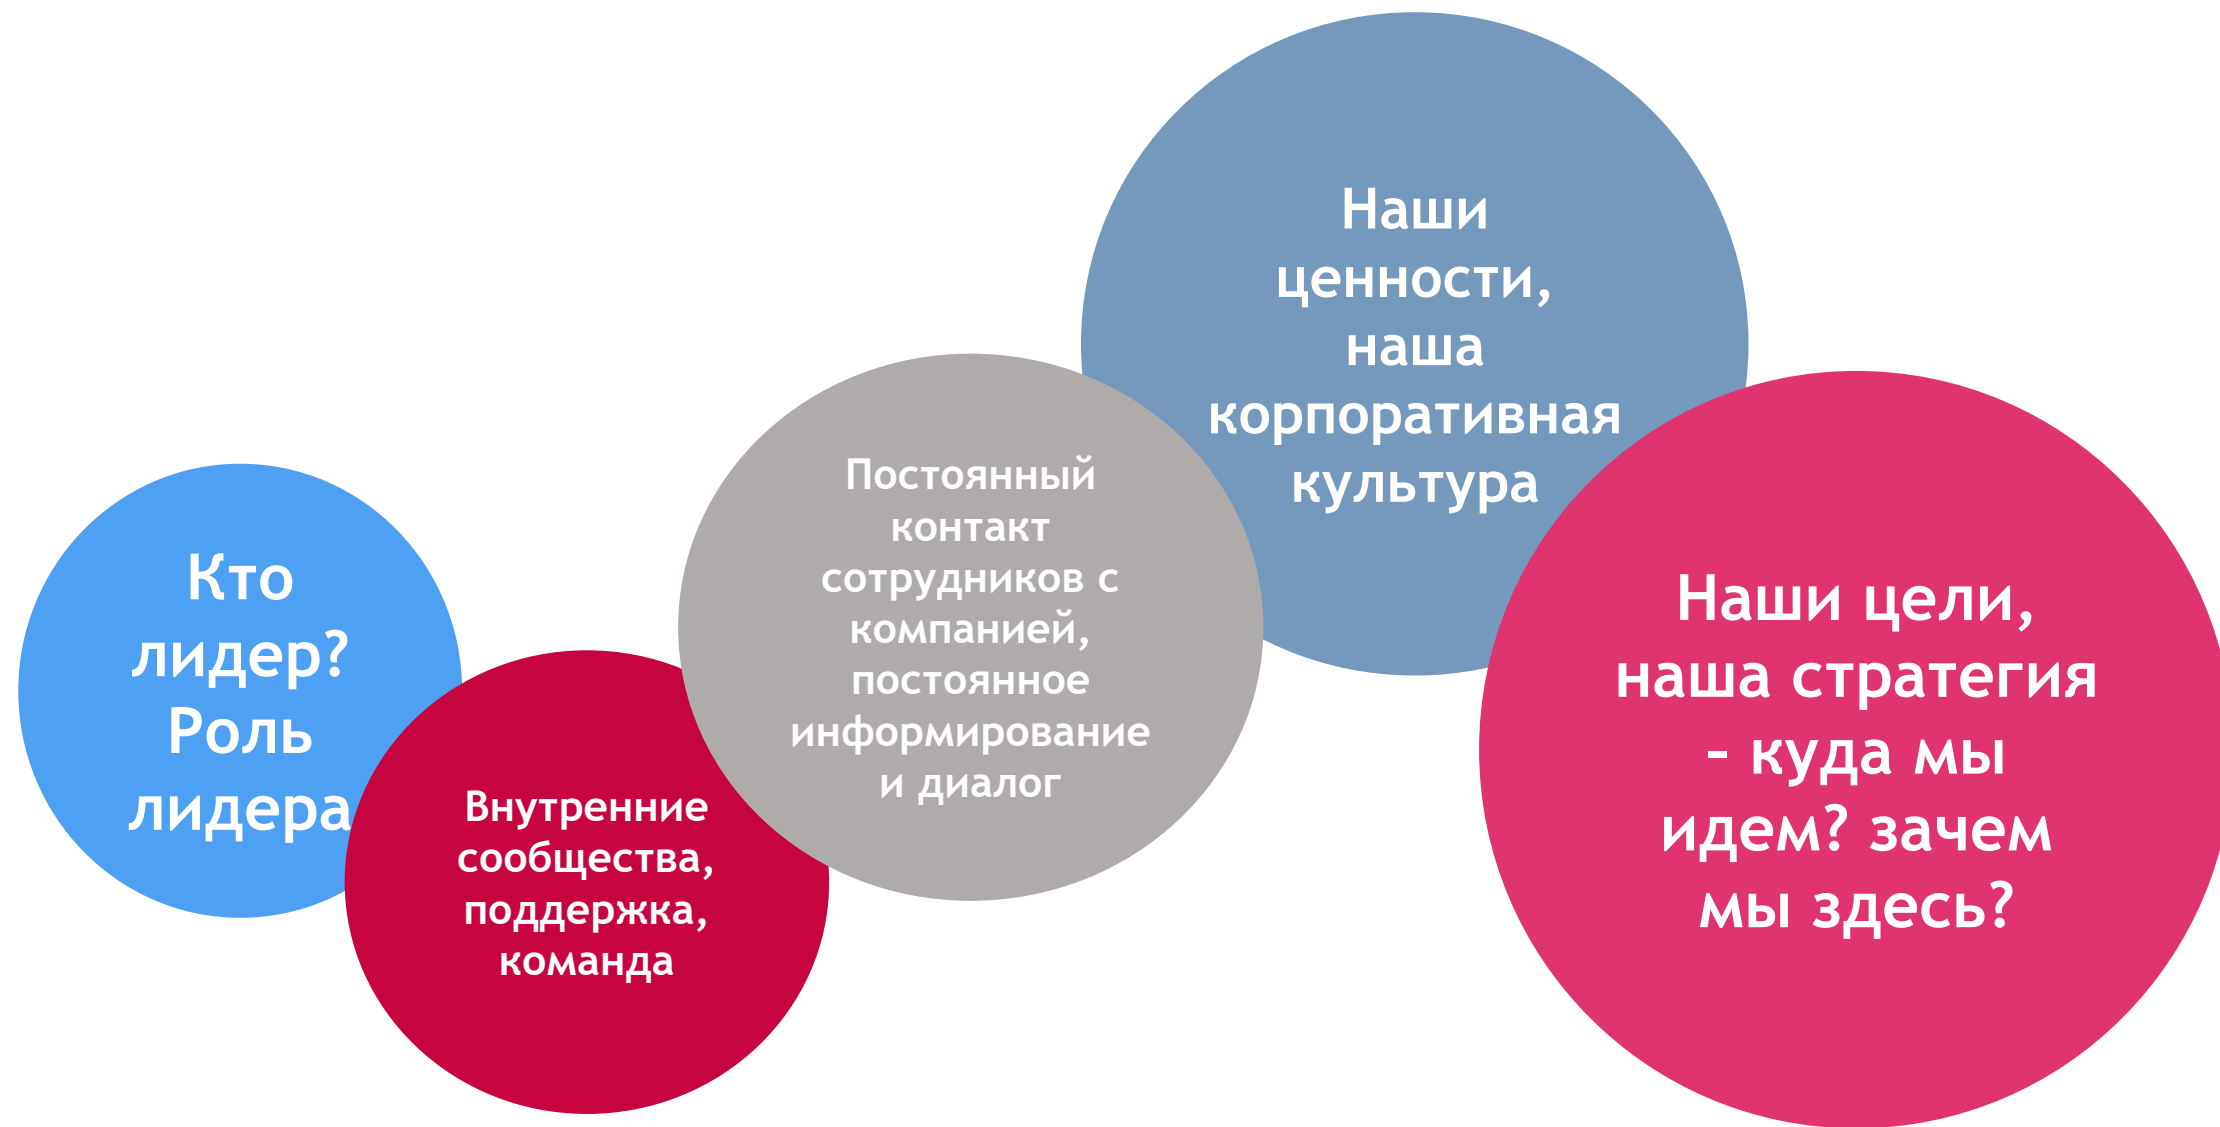 Кто
лидер?
Роль
лидера
Внутренние
сообщества,
поддержка,
команда
Постоянный
контакт
сотрудников с
компанией,
постоянное
информирование
и диалог
Наши
ценности,
наша
корпоративная
культура
Наши цели,
наша стратегия
- куда мы
идем? зачем
мы здесь?